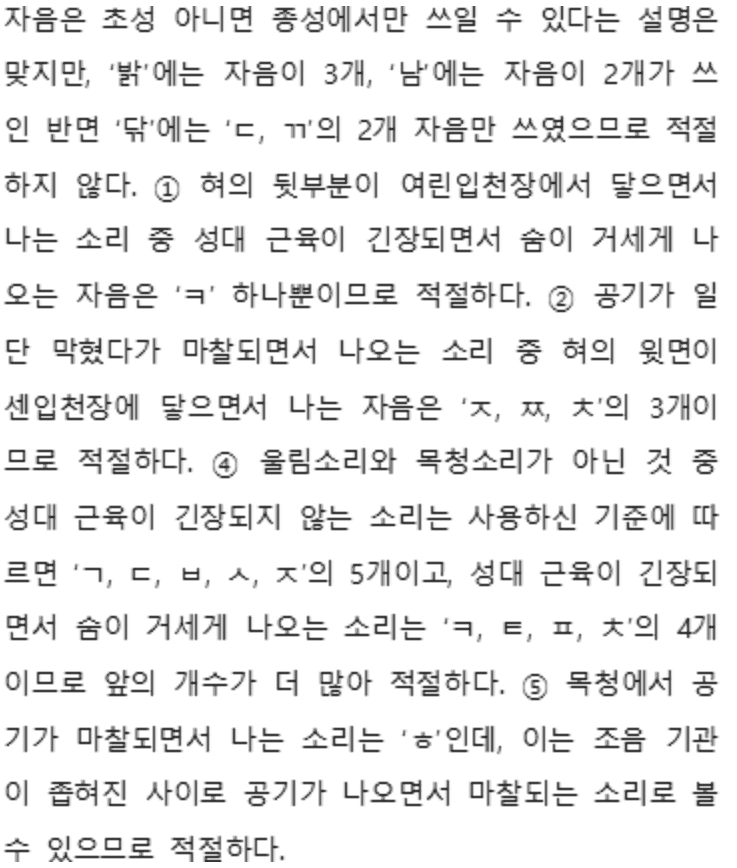 자음은 초성 아니면 종성에서만 쓰일 수 있다는 설명은
맞지만, ‘밝’에는 자음이 3개, ‘남’에는 자음이 2개가 쓰
인 반면 ‘닦’에는 ‘ㄷ, ㄲ’의 2개 자음만 쓰였으므로 적절
하지 않다. ① 혀의 뒷부분이 여린입천장에서 닿으면서
나는 소리 중 성대 근육이 긴장되면서 숨이 거세게 나
오는 자음은 ‘ㅋ’ 하나뿐이므로 적절하다. ② 공기가 일
단 막혔다가 마찰되면서 나오는 소리 중 혀의 윗면이
센입천장에 닿으면서 나는 자음은 ‘ㅈ, ㅉ, ㅊ’의 3개이
므로 적절하다. ④ 울림소리와 목청소리가 아닌 것 중
성대 근육이 긴장되지 않는 소리는 사용하신 기준에 따
르면 ‘ㄱ, ㄷ, ㅂ, ㅅ, ㅈ’의 5개이고, 성대 근육이 긴장되
면서 숨이 거세게 나오는 소리는 ‘ㅋ, ㅌ, ㅍ, ㅊ’의 4개
이므로 앞의 개수가 더 많아 적절하다. ⑤ 목청에서 공
기가 마찰되면서 나는 소리는 ‘ㅎ’인데, 이는 조음 기관
이 좁혀진 사이로 공기가 나오면서 마찰되는 소리로 볼
수 있으므로 적절하다.